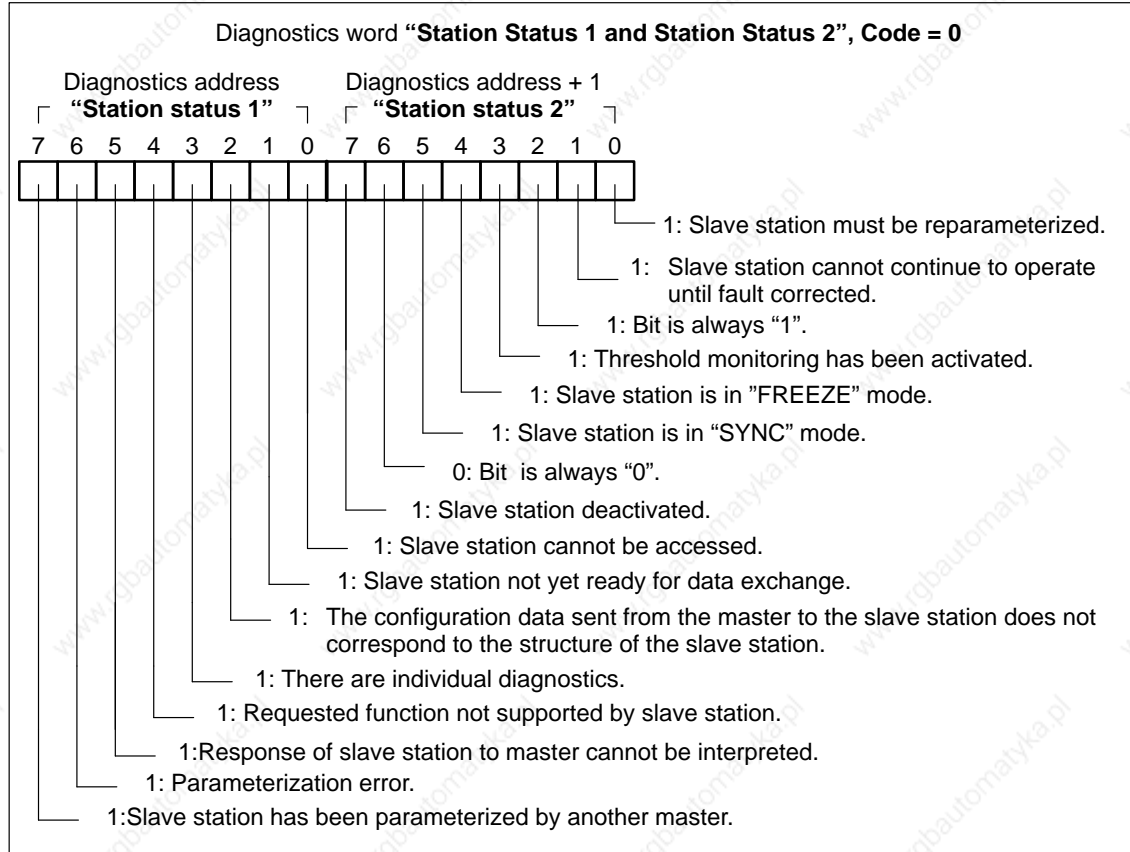 Diagnostics word “Station Status 1 and Station Status 2”, Code = 0
Diagnostics address Diagnostics address + 1
“Station status 1” “Station status 2”
7 6 5 4 3 2 1 0 7 6 5 4 3 2 1 0
1: Slave station must be reparameterized.
1: Slave station cannot continue to operate
until fault corrected.
1: Bit is always “1”.
1: Threshold monitoring has been activated.
1: Slave station is in ”FREEZE” mode.
1: Slave station is in “SYNC” mode.
0: Bit is always “0”.
1: Slave station deactivated.
1: Slave station cannot be accessed.
1: Slave station not yet ready for data exchange.
1: The configuration data sent from the master to the slave station does not
correspond to the structure of the slave station.
1: There are individual diagnostics.
1: Requested function not supported by slave station.
1:Response of slave station to master cannot be interpreted.
1: Parameterization error.
1:Slave station has been parameterized by another master.
www.rgbautomatyka.pl